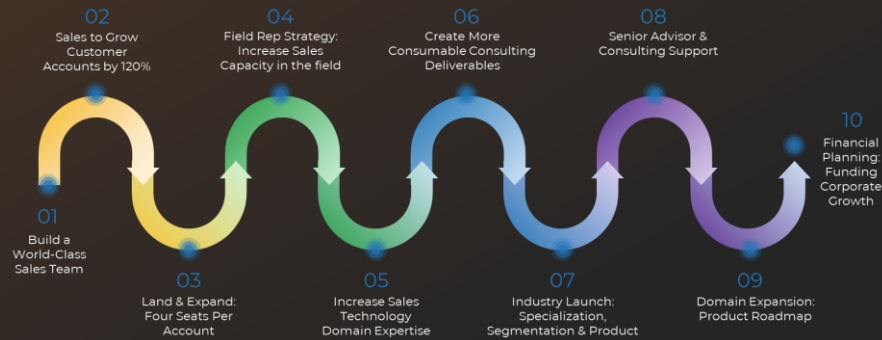 01
Build a
World-Class
Sales Team
02
Sales to Grow
Customer
Accounts by 120%
03
Land & Expand:
Four Seats Per
Account
04
Field Rep Strategy:
Increase Sales
Capacity in the field
05
Increase Sales
Technology
Domain Expertise
06
Create More
Consumable Consulting
Deliverables
07
Industry Launch:
Specialization,
Segmentation & Product
08
Senior Advisor &
Consulting Support
09
Domain Expansion:
Product Roadmap
10
Financial
Planning:
Funding
Corporate
Growth